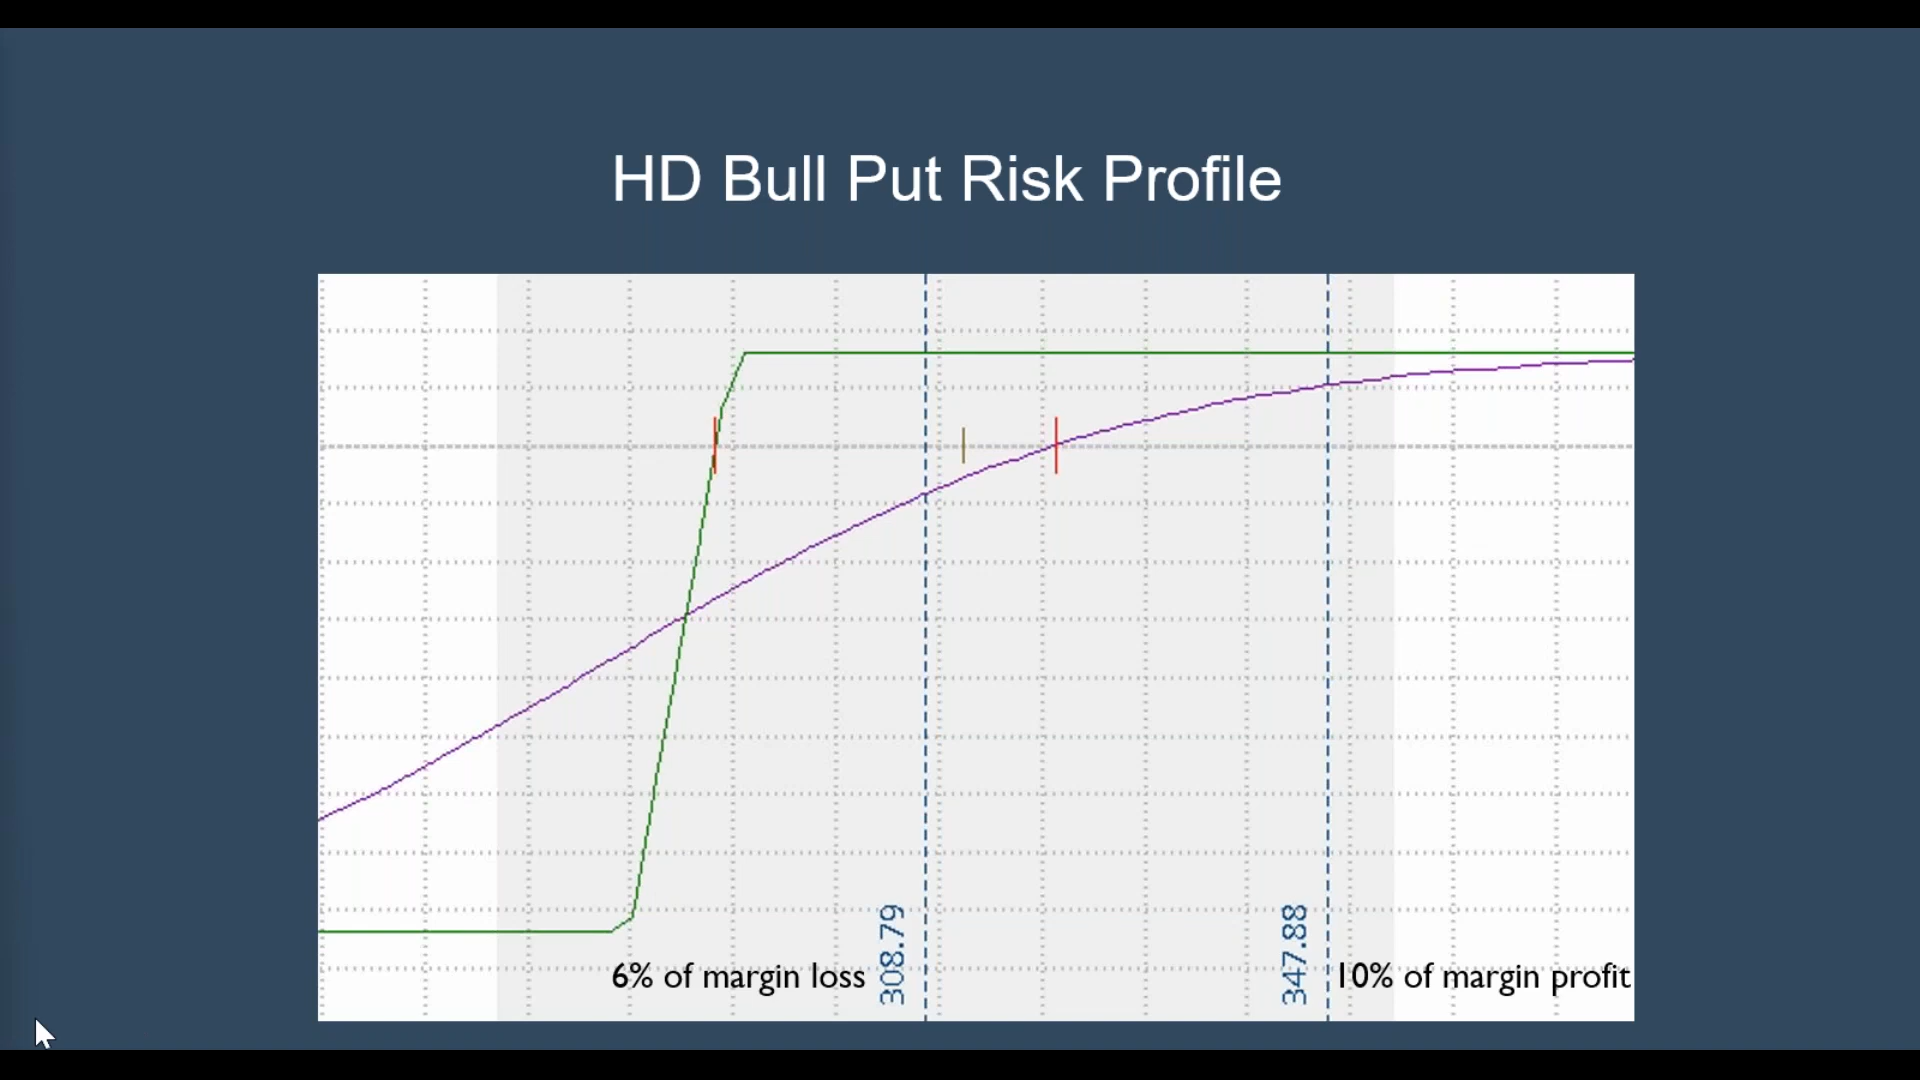 HD Bull Put Risk Profile
308.79
347.88
6% of margin loss
10% of margin profit